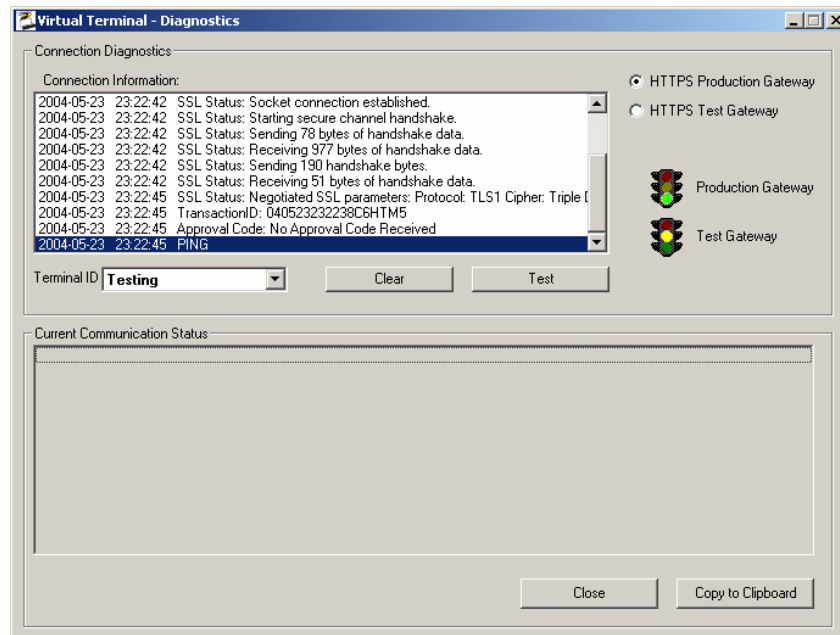 Virtual Terminal - Diagnostics
Connection Diagnostics
Connection Information:
2004-05-23 23:22:42 SSL Status: Socket connection established.
2004-05-23 23:22:42 SSL Status: Starting secure channel handshake.
2004-05-23 23:22:42 SSL Status: Sending 78 bytes of handshake data.
2004-05-23 23:22:42 SSL Status: Receiving 977 bytes of handshake data.
2004-05-23 23:22:42 SSL Status: Sending 190 handshake bytes.
2004-05-23 23:22:42 SSL Status: Receiving 51 bytes of handshake data.
2004-05-23 23:22:45 SSL Status: Negotiated SSL parameters: Protocol: TLS1 Cipher: Triple
2004-05-23 23:22:45 TransactionID: 040523232238C6HTM5
2004-05-23 23:22:45 Approval Code: No Approval Code Received
2004-05-23 23:22:45 PING
HTTPS Production Gateway
HTTPS Test Gateway
Production Gateway
Test Gateway
Terminal ID Testing Clear Test
Current Communication Status
Close Copy to Clipboard